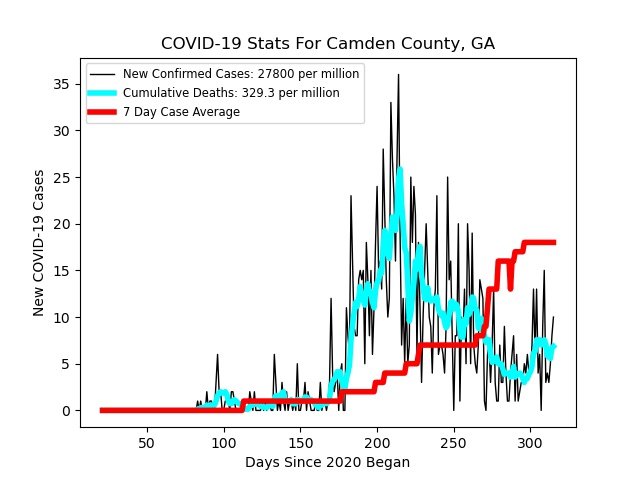 COVID-19 Stats For Camden County, GA
New Confirmed Cases: 27800 per million
Cumulative Deaths: 329.3 per million
7 Day Case Average
New COVID-19 Cases
35
30
25
20
15
10
5
0
50
100
150
200
250
300
Days Since 2020 Began